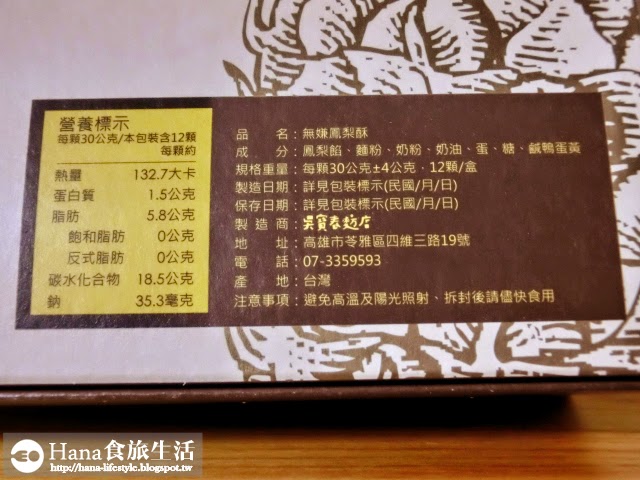 營養標示
每顆30公克/本包裝含12顆
每顆約
熱量 132.7大卡
蛋白質 1.5公克
脂肪 5.8公克
飽和脂肪 0公克
反式脂肪 0公克
碳水化合物 18.5公克
鈉 35.3毫克
品名：無嫌鳳梨酥
成分：鳳梨餡、麵粉、奶粉、奶油、蛋、糖、鹹鴨蛋黃
規格重量：每顆30公克±4公克，12顆/盒
製造日期：詳見包裝標示(民國/月/日)
保存日期：詳見包裝標示(民國/月/日)
製造商：吳寶春麵店
地址：高雄市苓雅區四維三路19號
電話：07-3359593
產地：台灣
注意事項：避免高溫及陽光照射、拆封後請儘快食用
Hana食旅生活
http://hana-lifestyle.blogspot.tw